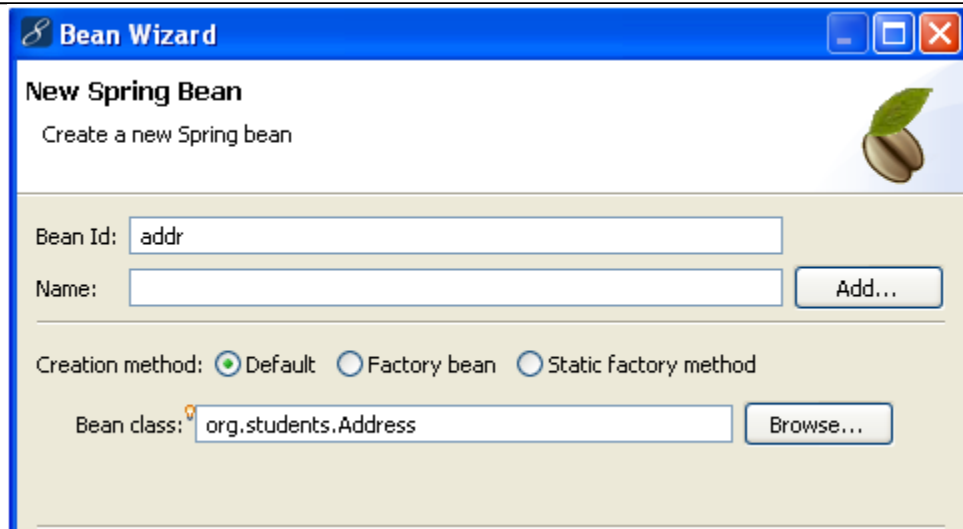 Bean Wizard
New Spring Bean
Create a new Spring bean
Bean Id: addr
Name: Add...
Creation method: Default Factory bean Static factory method
Bean class: org.students.Address Browse...